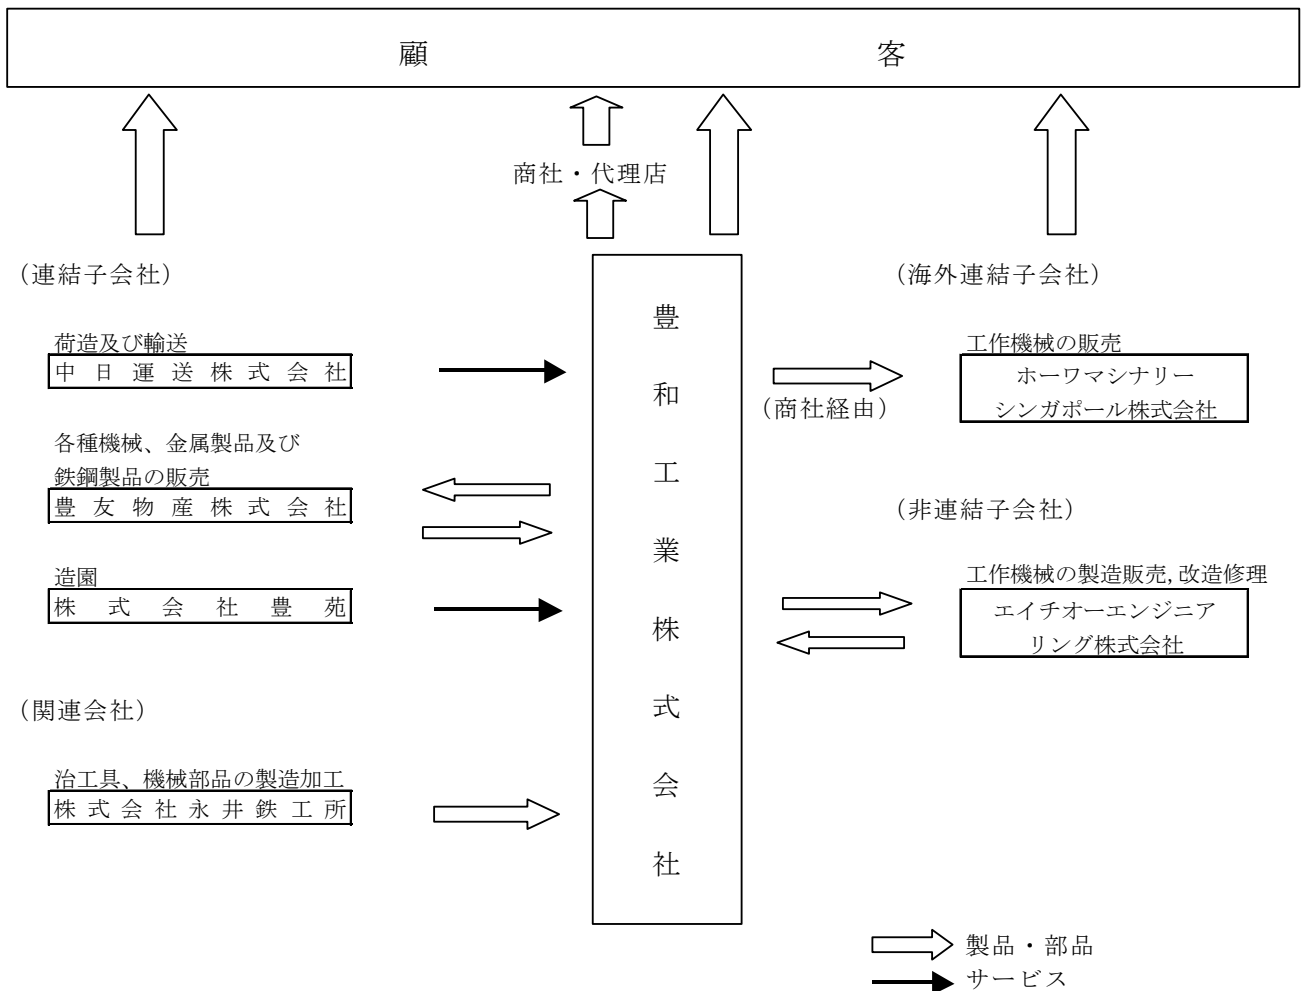 顧客
商社・代理店
（連結子会社）
荷造及び輸送
中日運送株式会社
各種機械、金属製品及び
鉄鋼製品の販売
豊友物産株式会社
造園
株式会社豊苑
（関連会社）
治工具、機械部品の製造加工
株式会社永井鉄工所
豊和工業株式会社
（海外連結子会社）
工作機械の販売
ホーワマシナリー
シンガポール株式会社
（商社経由）
（非連結子会社）
工作機械の製造販売,改造修理
エイチオーエンジニア
リング株式会社
製品・部品
サービス